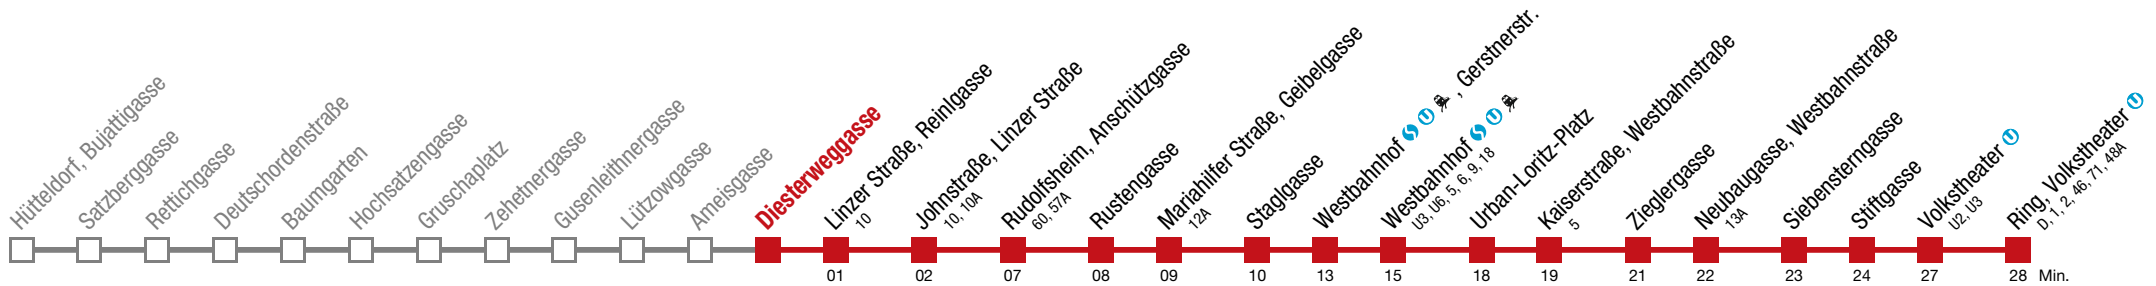 Hütteldorf, Bujattigasse
Satzberggasse
Rettichgasse
Deutschordenstraße
Baumgarten
Hochsatzengasse
Gruschaplatz
Zehetnergasse
Gusenleithnergasse
Lützowgasse
Ameisgasse
Diesterweggasse
Linzer Straße, Reinlgasse
10
01
Johnstraße, Linzer Straße
10, 10A
02
Rudolfsheim, Anschützgasse
60, 57A
07
Rustengasse
08
Mariahilfer Straße, Geibelgasse
12A
09
Staglgasse
10
Westbahnhof S U , Gerstnerstr.
13
Westbahnhof S U
U3, U6, 5, 6, 9, 18
15
Urban-Loritz-Platz
18
Kaiserstraße, Westbahnstraße
5
19
Zieglergasse
21
Neubaugasse, Westbahnstraße
13A
22
Siebensterngasse
23
Stiftgasse
24
Volkstheater U
U2, U3
27
Ring, Volkstheater U
D, 1, 2, 46, 71, 48A
28 Min.